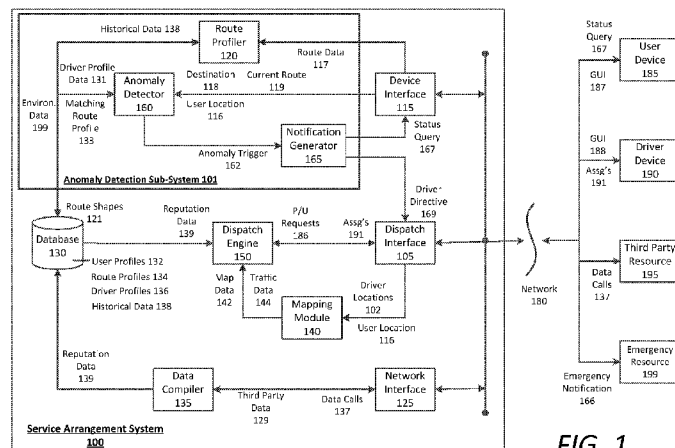 Historical Data 138
Route
Profiler
120
Route Data
117
Driver Profile
Data 131
Anomaly
Detector
160
Destination
118
Current Route
119
User Location
116
Device
Interface
115
Environ.
Data
199
Matching
Route
Profile
133
Notification
Generator
165
Status
Query
167
Anomaly Trigger
162
Anomaly Detection Sub-System 101
Driver
Directive
169
Route Shapes
121
Database
130
User Profiles 132
Route Profiles 134
Driver Profiles 136
Historical Data 138
Reputation
Data
139
Dispatch
Engine
150
P/U
Requests
186
Assg's
191
Dispatch
Interface
105
Map
Data
142
Traffic
Data
144
Mapping
Module
140
Driver
Locations
102
User Location
116
Reputation
Data
139
Data
Compiler
135
Third Party
Data
129
Data Calls
137
Network
Interface
125
Service Arrangement System
100
Network
180
Status
Query
167
GUI
187
User
Device
185
GUI
188
Assg's
191
Driver
Device
190
Third Party
Resource
195
Data
Calls
137
Emergency
Resource
199
Emergency
Notification
166
FIG. 1